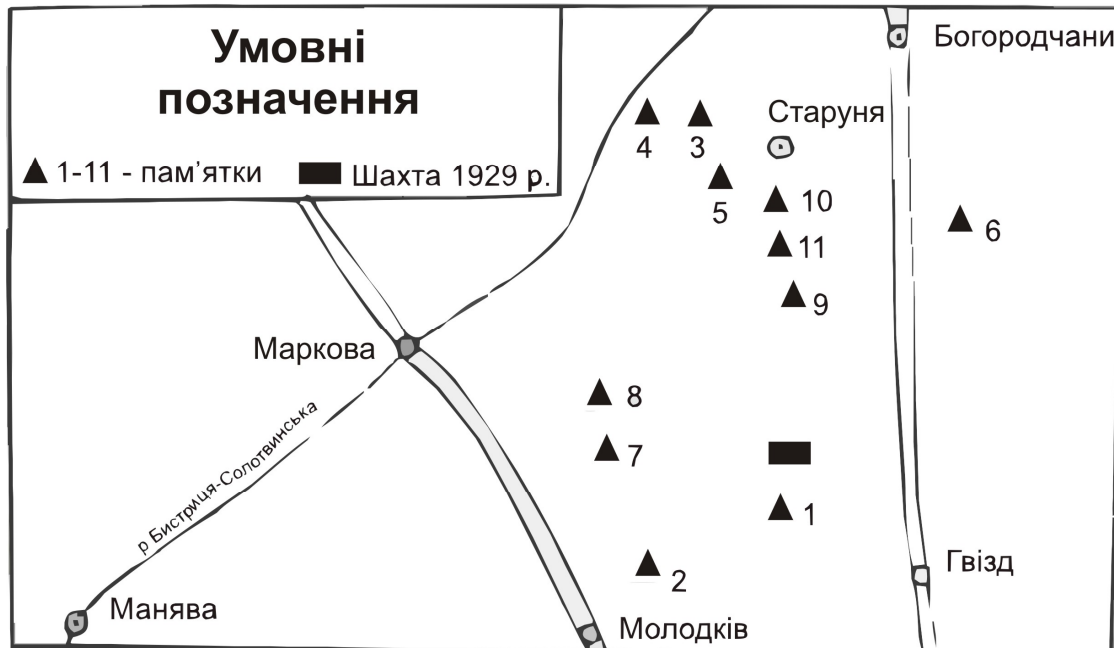 Умовні
позначення
1-11 - пам’ятки
Шахта 1929 р.
Богородчани
Старуня
4
3
5
10
11
6
9
Маркова
8
7
р Бистриця-Солотвинська
1
2
Гвізд
Манява
Молодків